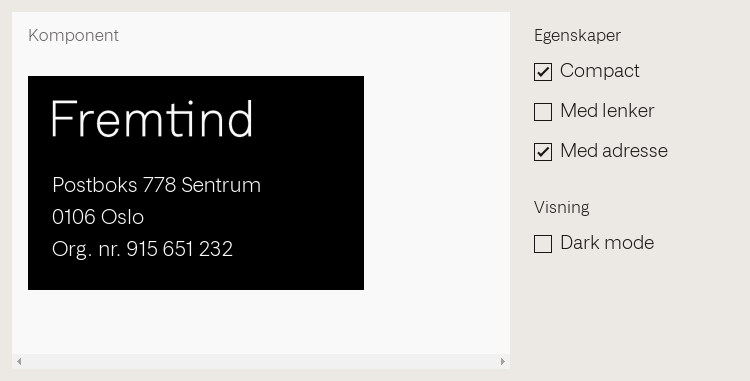 Komponent
Fremtind
Postboks 778 Sentrum
0106 Oslo
Org. nr. 915 651 232
Egenskaper
Compact
Med lenker
Med adresse
Visning
Dark mode